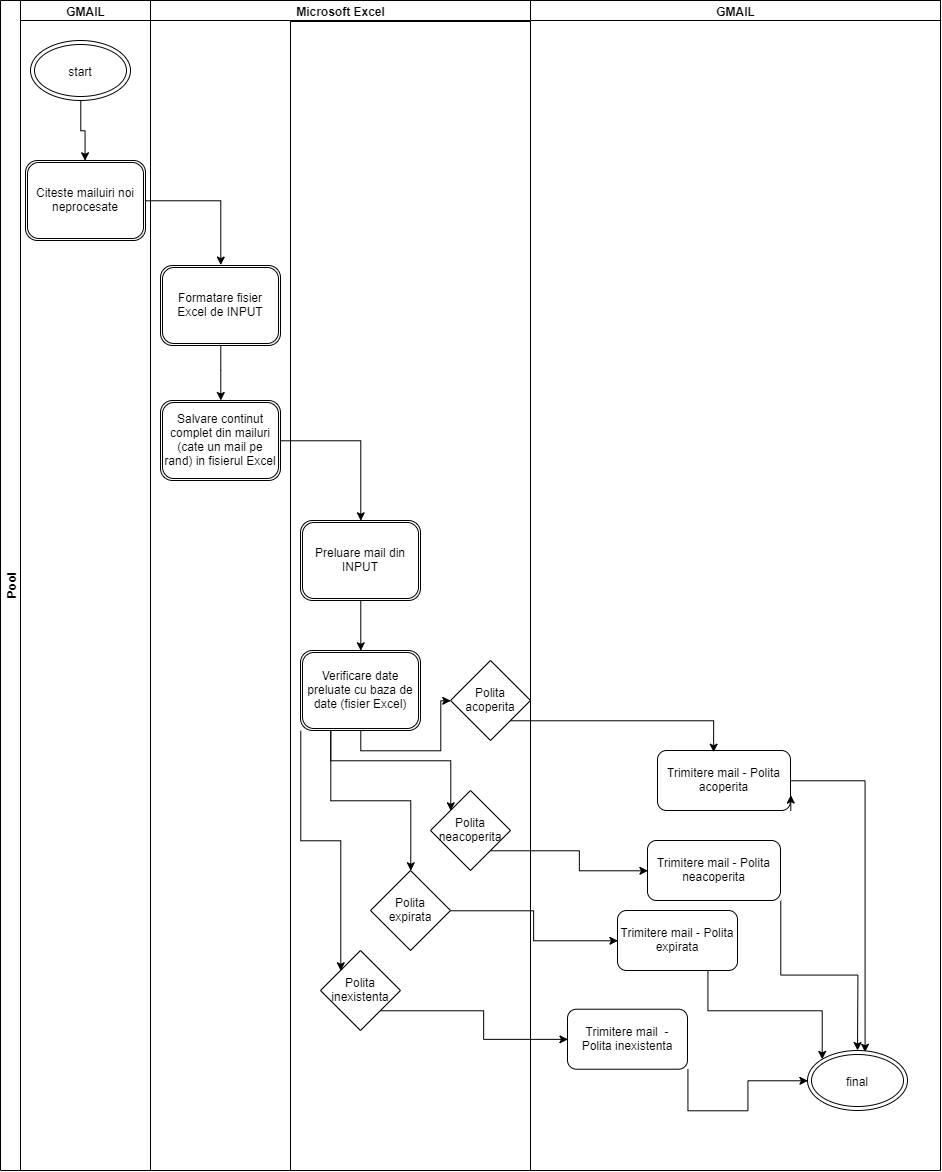 GMAIL
Microsoft Excel
GMAIL
Pool
start
Citeste mailuiri noi
neprocesate
Formatare fisier
Excel de INPUT
Salvare continut
complet din mailuri
(cate un mail pe
rand) in fisierul Excel
Preluare mail din
INPUT
Verificare date
preluate cu baza de
date (fisier Excel)
Polita
acoperita
Trimitere mail - Polita
acoperita
Polita
neacoperita
Trimitere mail - Polita
neacoperita
Polita
expirata
Trimitere mail - Polita
expirata
Polita
inexistenta
Trimitere mail -
Polita inexistenta
final